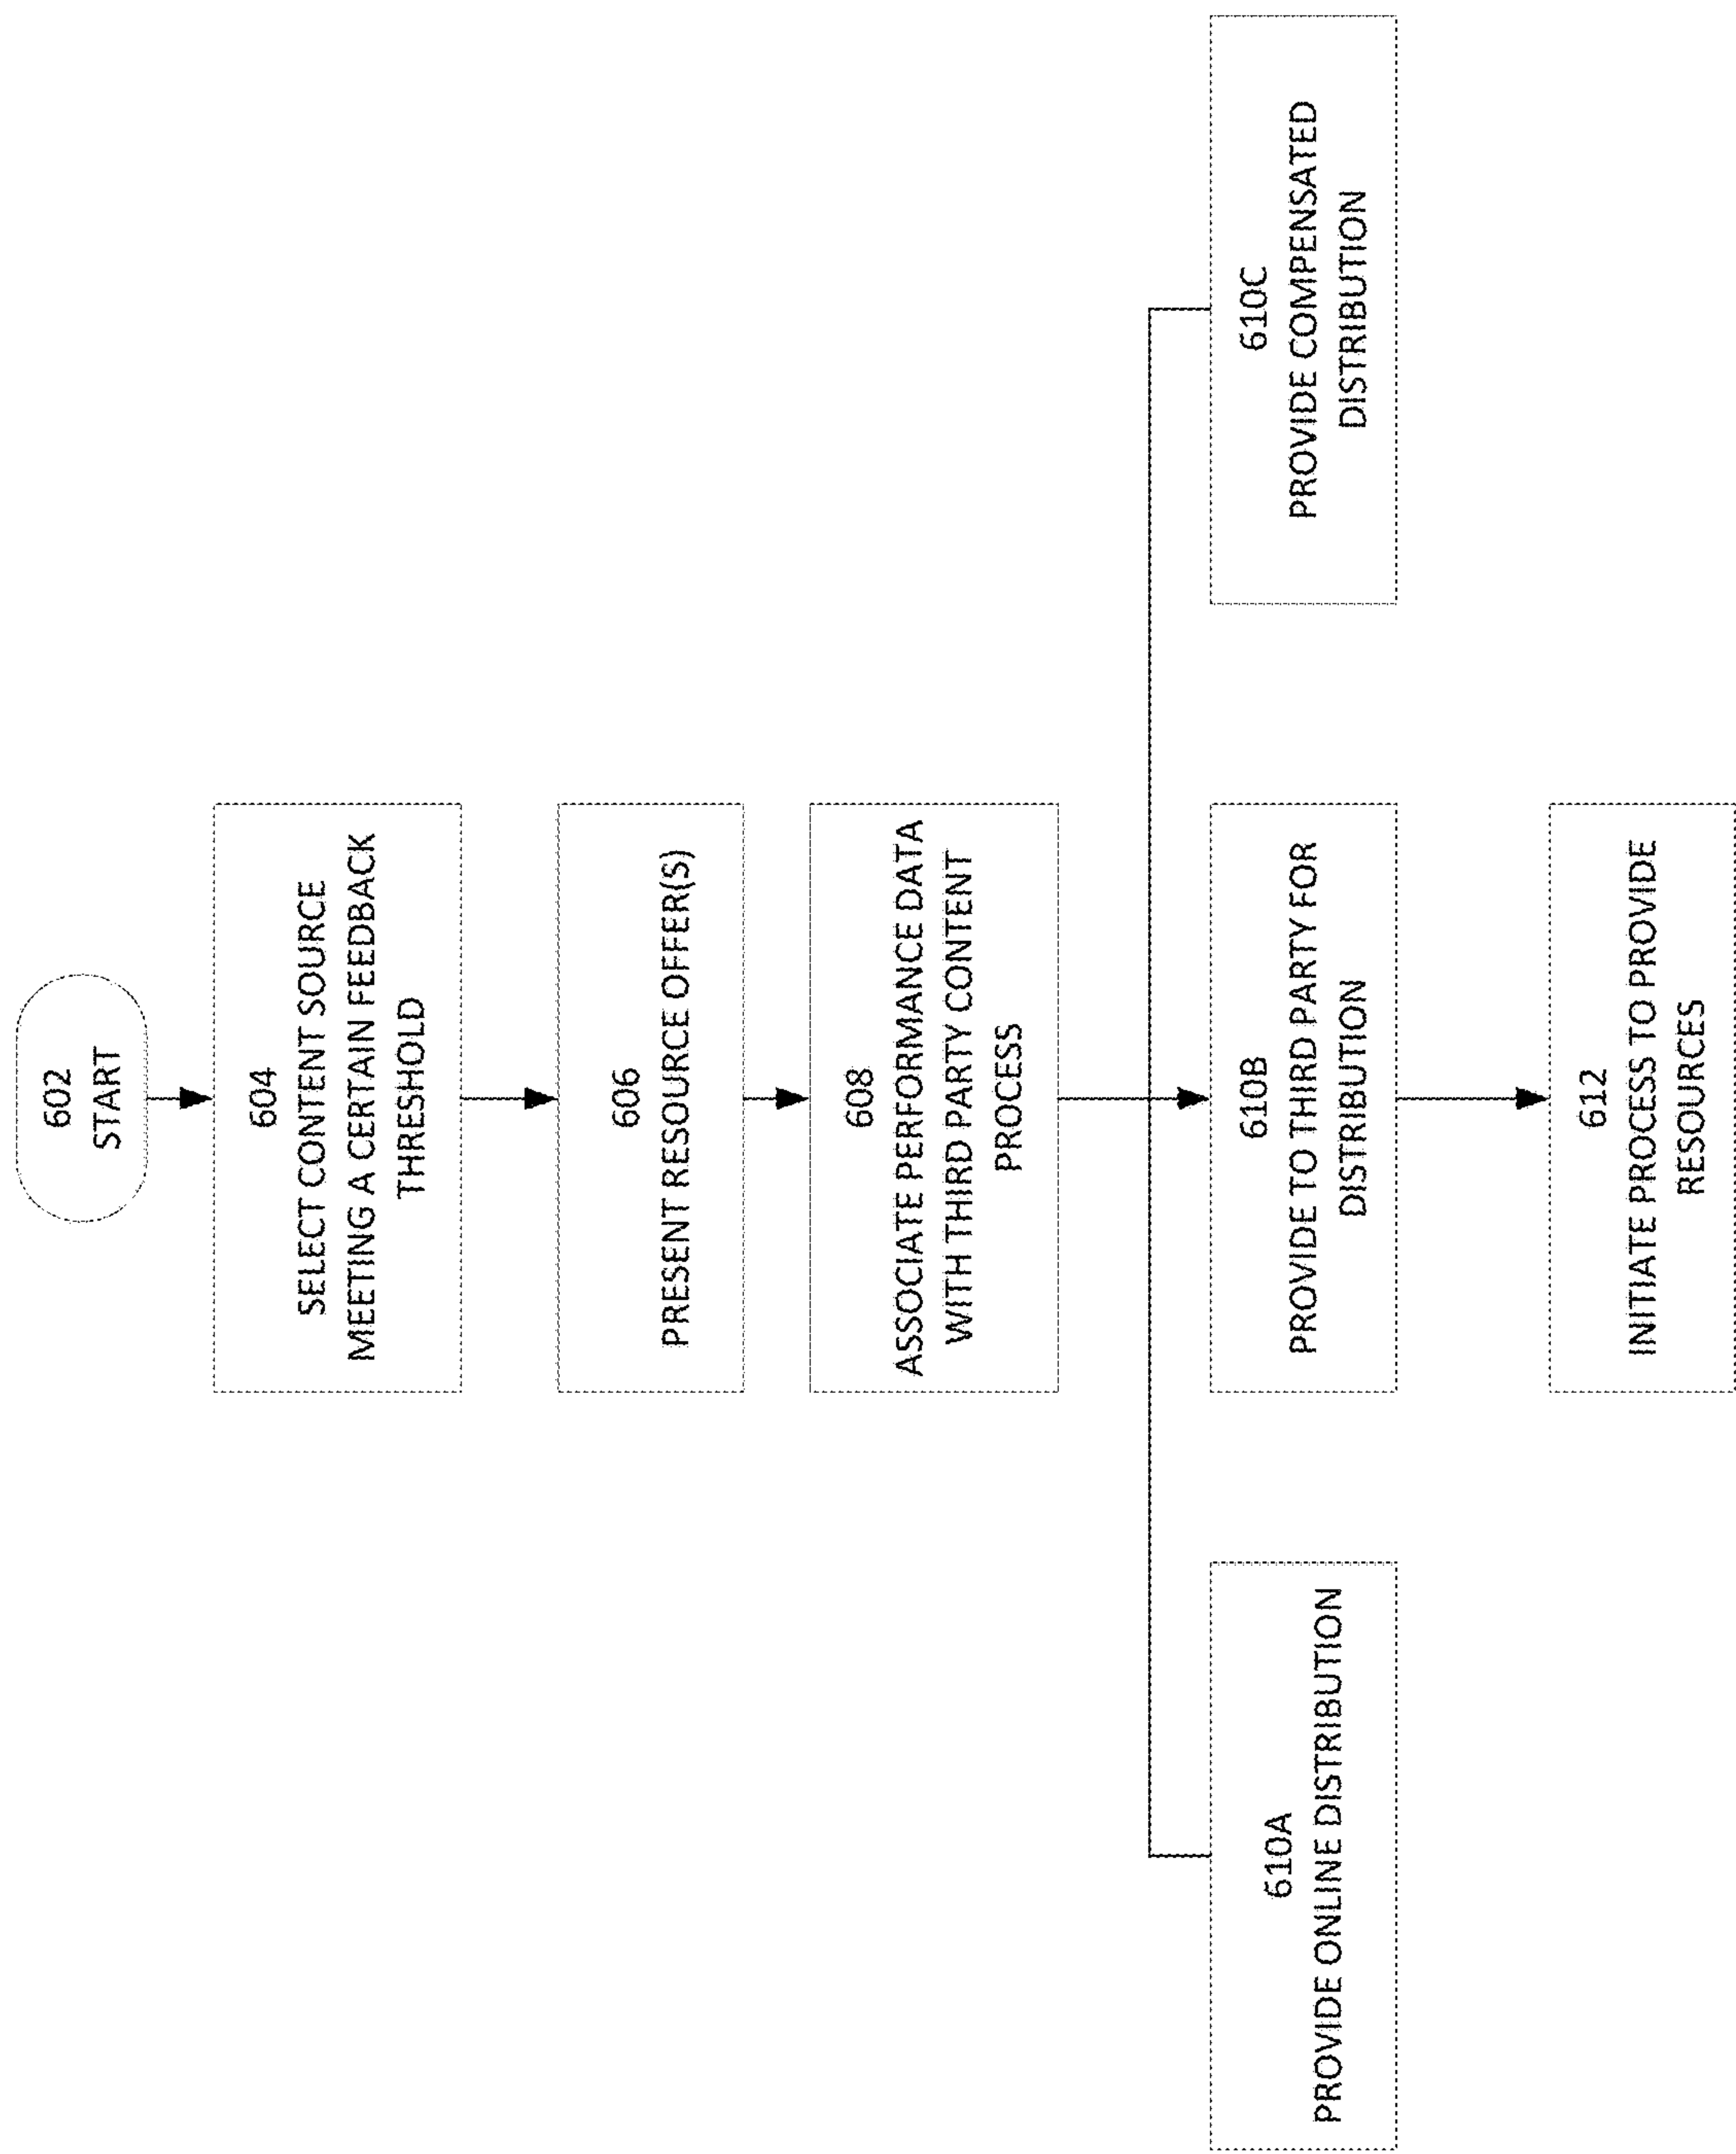 602
START
604
SELECT CONTENT SOURCE
MEETING A CERTAIN FEEDBACK
THRESHOLD
606
PRESENT RESOURCE OFFER(S)
608
ASSOCIATE PERFORMANCE DATA
WITH THIRD PARTY CONTENT
PROCESS
610A
PROVIDE ONLINE DISTRIBUTION
610B
PROVIDE TO THIRD PARTY FOR
DISTRIBUTION
610C
PROVIDE COMPENSATED
DISTRIBUTION
612
INITIATE PROCESS TO PROVIDE
RESOURCES